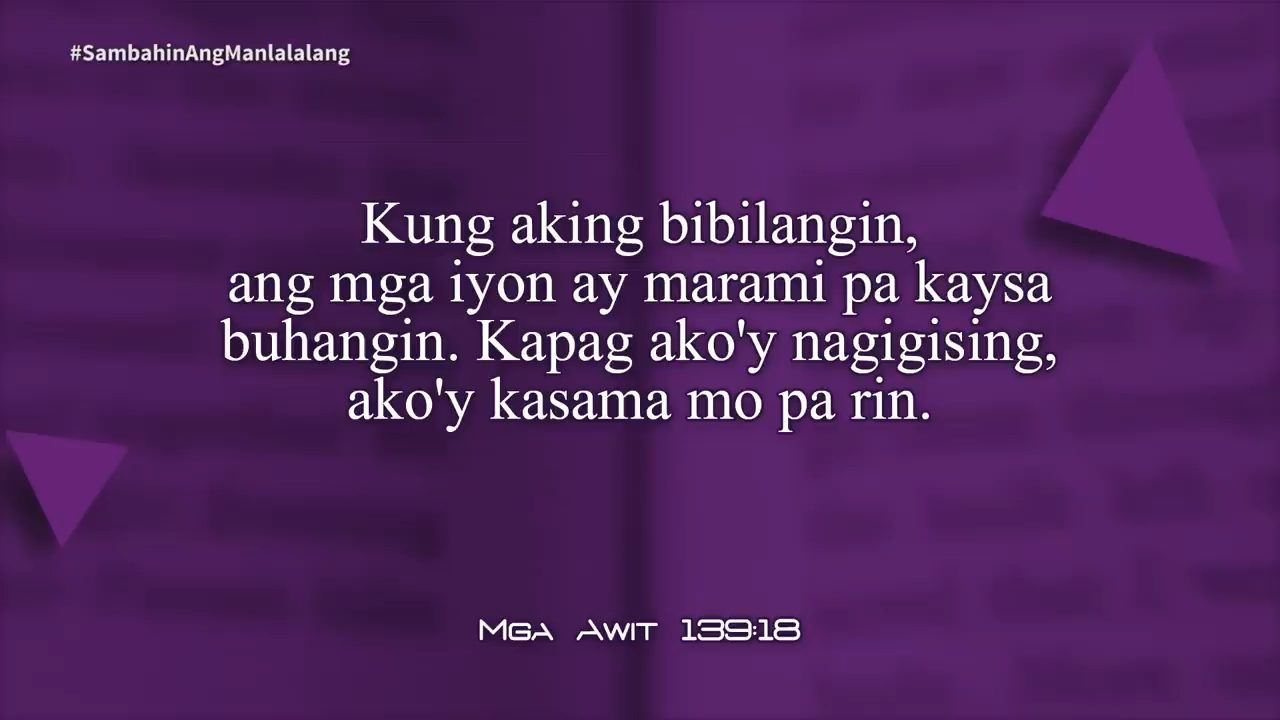 #SambahinAngManlalalang
Kung aking bibilangin,
ang mga iyon ay marami pa kaysa
buhangin. Kapag ako'y nagigising,
ako'y kasama mo pa rin.
Mga Awit 139:18